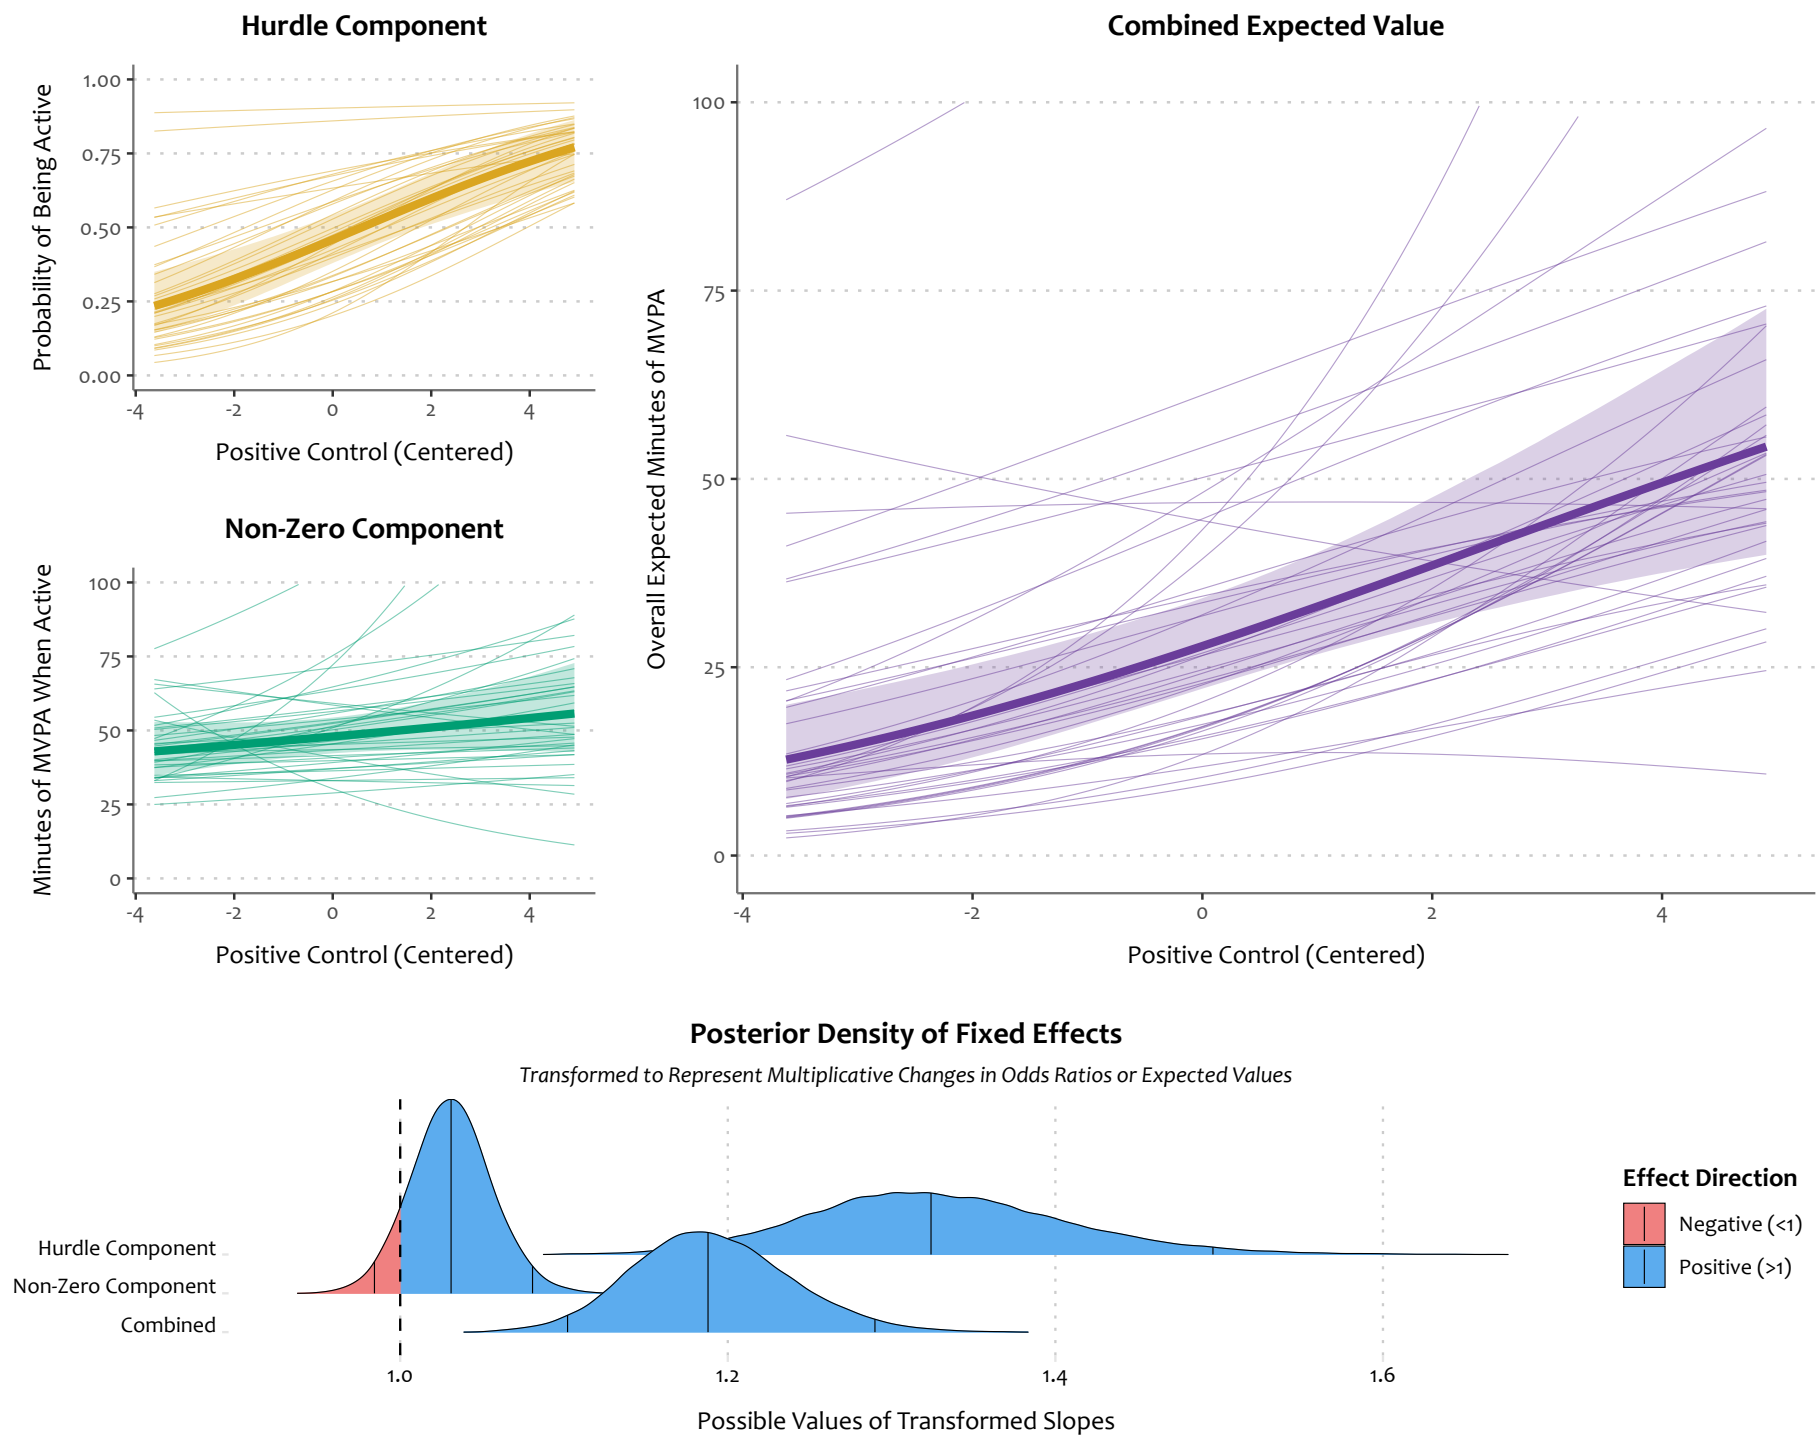 Hurdle Component
Probability of Being Active
1.00
0.75
0.50
0.25
0.00
-4 -2 0 2 4
Positive Control (Centered)
Non-Zero Component
Minutes of MVPA When Active
100
75
50
25
0
-4 -2 0 2 4
Positive Control (Centered)
Combined Expected Value
Overall Expected Minutes of MVPA
100
75
50
25
0
-4 -2 0 2 4
Positive Control (Centered)
Posterior Density of Fixed Effects
Transformed to Represent Multiplicative Changes in Odds Ratios or Expected Values
Hurdle Component
Non-Zero Component
Combined
1.0 1.2 1.4 1.6
Possible Values of Transformed Slopes
Effect Direction
Negative (<1)
Positive (>1)